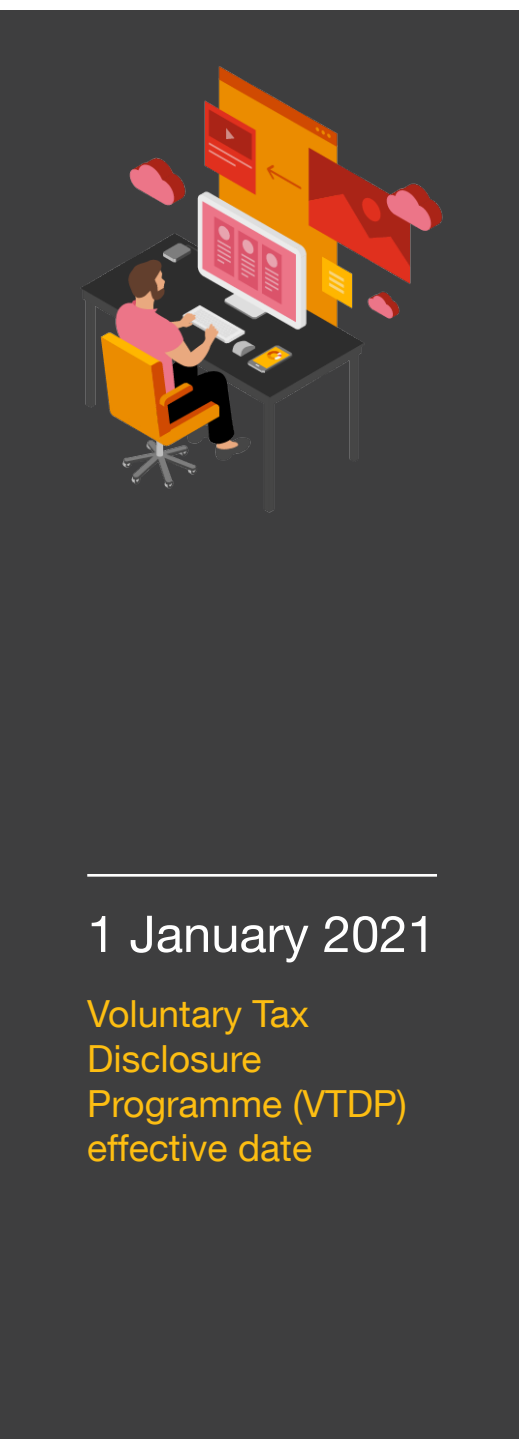 1 January 2021
Voluntary Tax
Disclosure
Programme (VTDP)
effective date